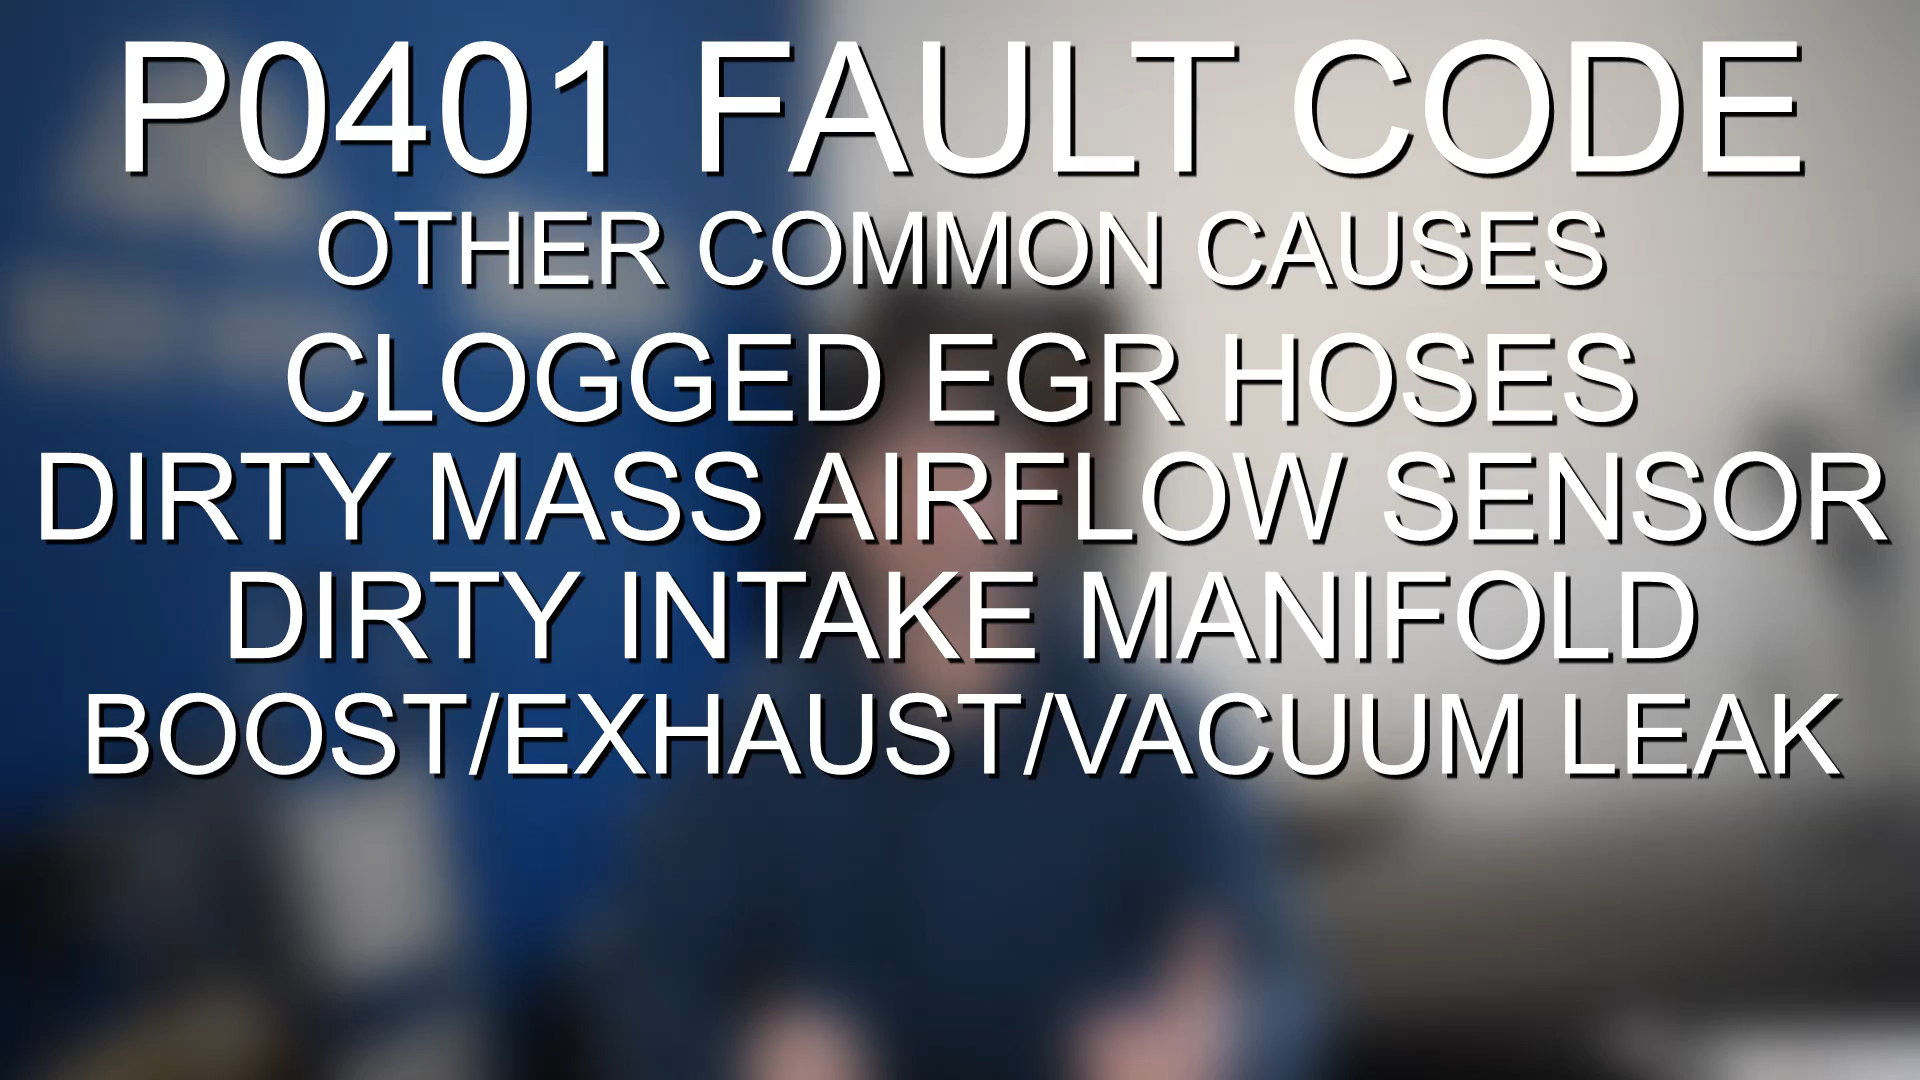 P0401 FAULT CODE
OTHER COMMON CAUSES
CLOGGED EGR HOSES
DIRTY MASS AIRFLOW SENSOR
DIRTY INTAKE MANIFOLD
BOOST/EXHAUST/VACUUM LEAK